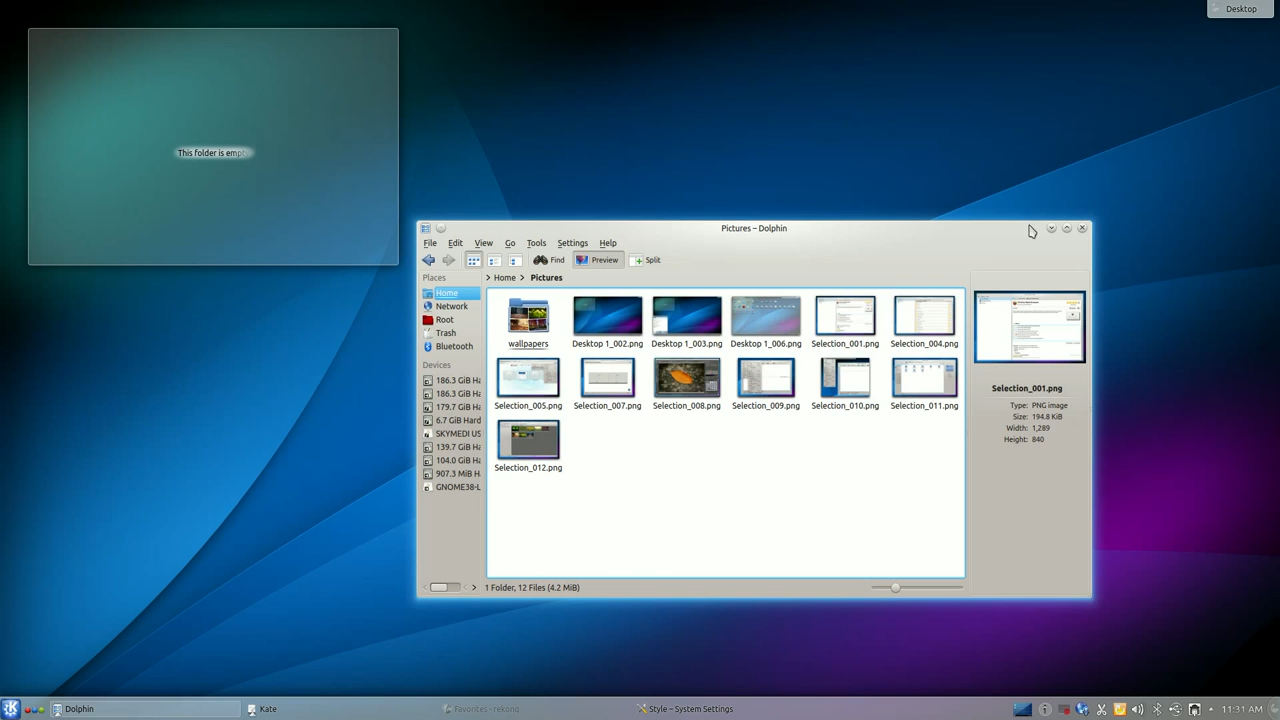 Desktop
This folder is empty
Pictures – Dolphin
File Edit View Go Tools Settings Help
Find Preview Split
Places
Home
Network
Root
Trash
Bluetooth
Devices
186.3 GiB Ha
186.3 GiB Ha
179.7 GiB Ha
6.7 GiB Hard
SKYMEDI US
139.7 GiB Ha
104.0 GiB Ha
907.3 MiB H
GNOME38-L
Home Pictures
wallpapers
Desktop 1_002.png
Desktop 1_003.png
Desktop 1_006.png
Selection_001.png
Selection_004.png
Selection_005.png
Selection_007.png
Selection_008.png
Selection_009.png
Selection_010.png
Selection_011.png
Selection_012.png
1 Folder, 12 Files (4.2 MiB)
Selection_001.png
Type: PNG image
Size: 194.8 KiB
Width: 1,289
Height: 840
Dolphin
Kate
Favorites - rekonq
Style – System Settings
11:31 AM